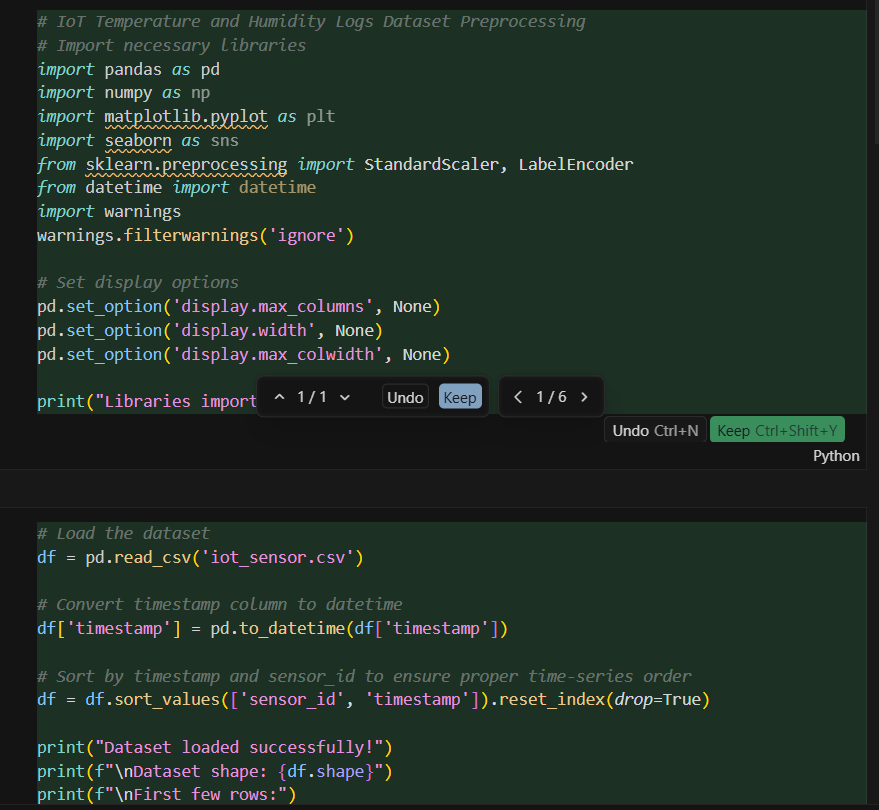 # IoT Temperature and Humidity Logs Dataset Preprocessing
# Import necessary libraries
import pandas as pd
import numpy as np
import matplotlib.pyplot as plt
import seaborn as sns
from sklearn.preprocessing import StandardScaler, LabelEncoder
from datetime import datetime
import warnings
warnings.filterwarnings('ignore')
# Set display options
pd.set_option('display.max_columns', None)
pd.set_option('display.width', None)
pd.set_option('display.max_colwidth', None)
print("Libraries import
1/1 Undo Keep 1/6
Undo Ctrl+N Keep Ctrl+Shift+Y
Python
# Load the dataset
df = pd.read_csv('iot_sensor.csv')
# Convert timestamp column to datetime
df['timestamp'] = pd.to_datetime(df['timestamp'])
# Sort by timestamp and sensor_id to ensure proper time-series order
df = df.sort_values(['sensor_id', 'timestamp']).reset_index(drop=True)
print("Dataset loaded successfully!")
print(f"\nDataset shape: {df.shape}")
print(f"\nFirst few rows:")